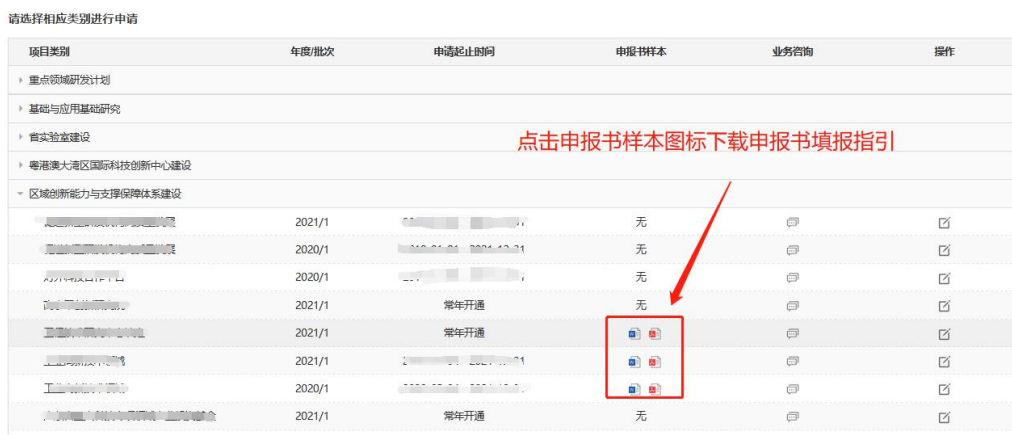 请选择相应类别进行申请
项目类别 年度/批次 申请起止时间 申报书样本 业务咨询 操作
重点领域研发计划
基础与应用基础研究
省实验室建设
点击申报书样本图标下载申报书填报指引
粤港澳大湾区国际科技创新中心建设
区域创新能力与支撑保障体系建设
2021/1 无
2020/1 无
2020/1 无
2021/1 常年开通 无
2021/1 常年开通
2021/1
2020/1
2021/1 常年开通 无